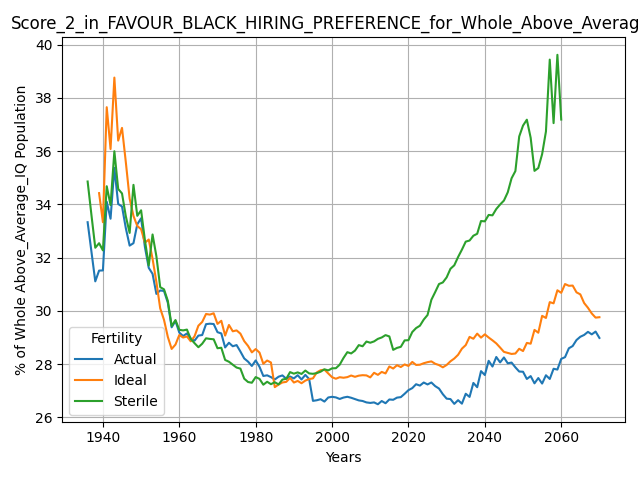 Score_2_in_FAVOUR_BLACK_HIRING_PREFERENCE_for_Whole_Above_Averag
% of Whole Above_Average_IQ Population
40
38
36
34
32
30
28
26
Fertility
Actual
Ideal
Sterile
1940
1960
1980
2000
2020
2040
2060
Years